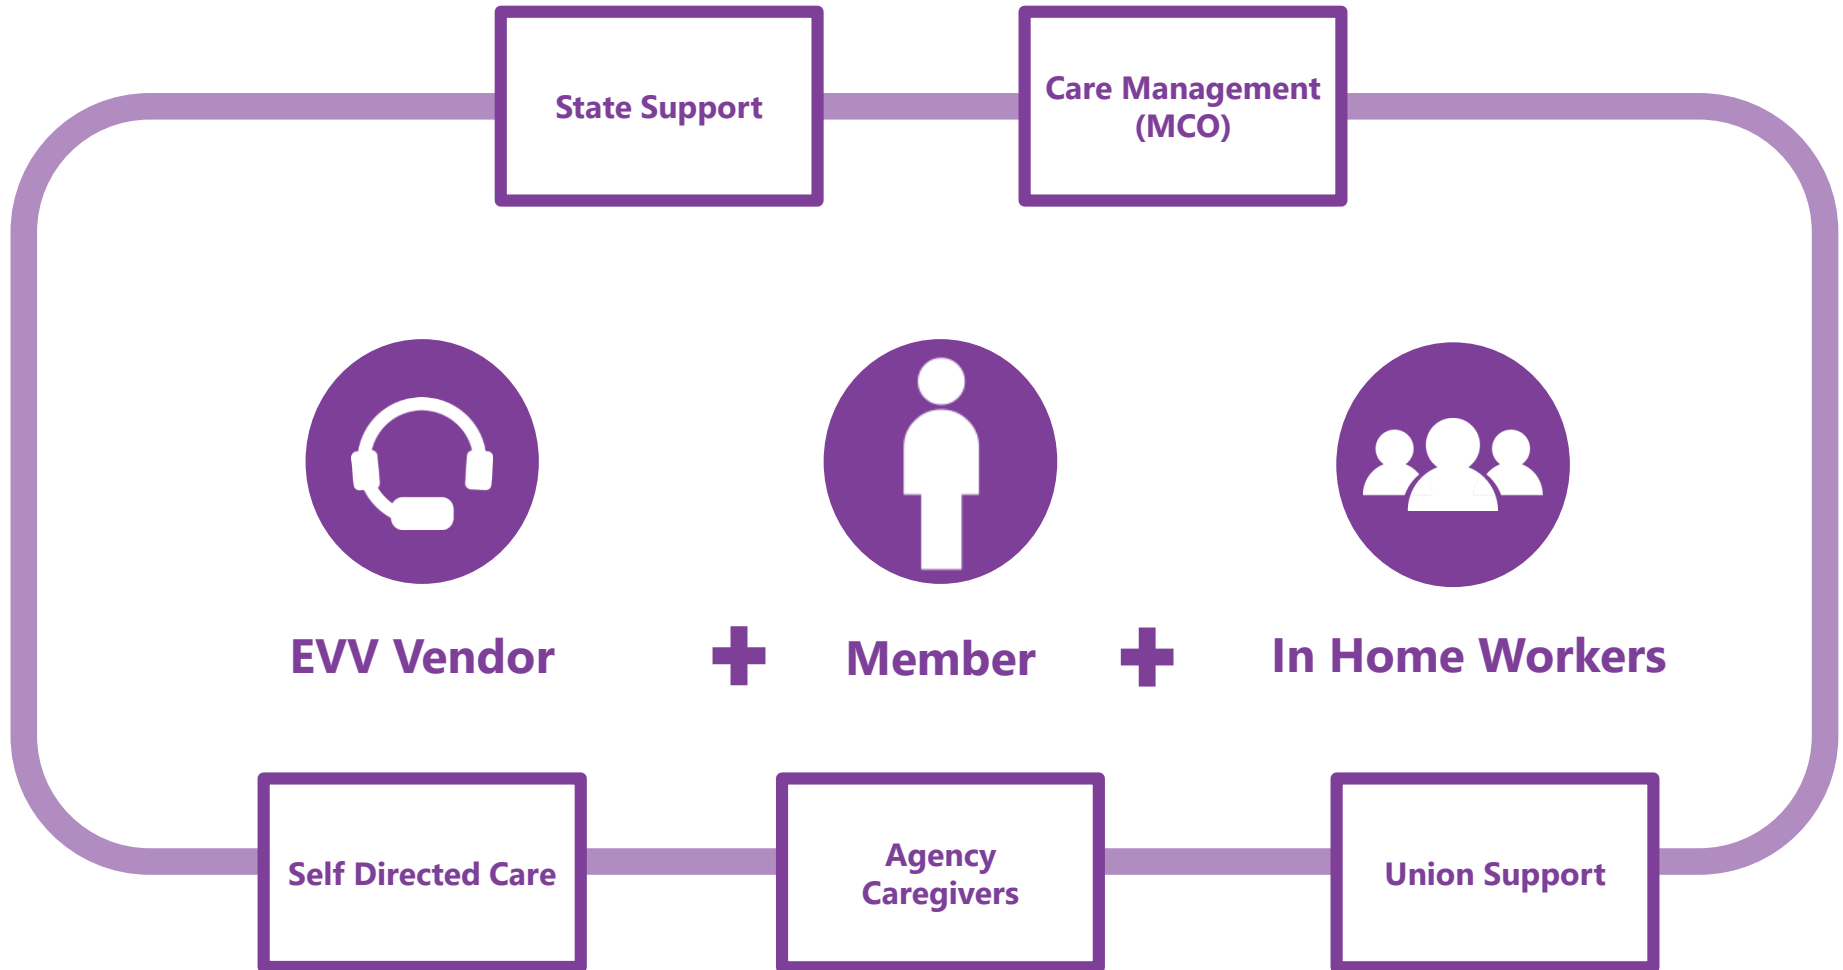 State Support
Care Management
(MCO)
EVV Vendor
Member
In Home Workers
Self Directed Care
Agency
Caregivers
Union Support